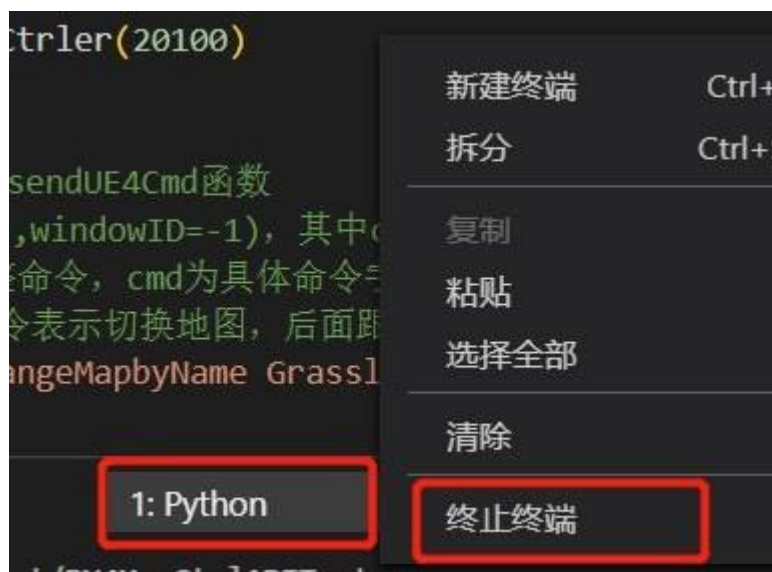 Ctrler(20100)
sendUE4Cmd函数
,windowID=-1), 其中
命令, cmd为具体命令
令表示切换地图, 后面
angeMapbyName Grassl
1: Python
新建终端 Ctrl+
拆分 Ctrl+
复制
粘贴
选择全部
清除
终止终端